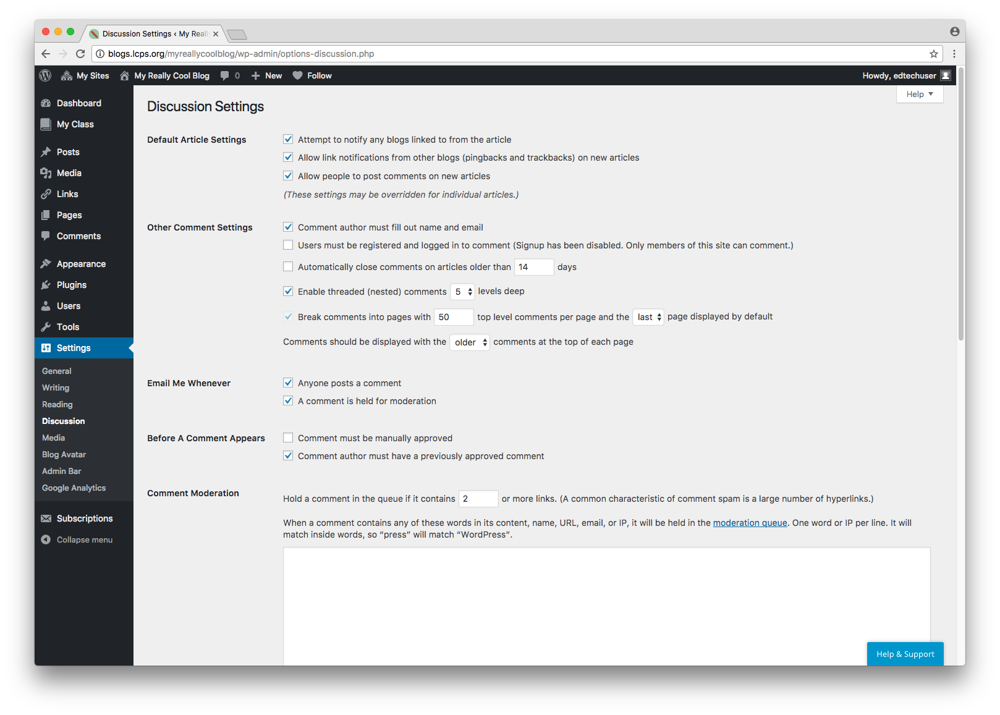 Discussion Settings ‹ My Reall
blogs.lcps.org/myreallycoolblog/wp-admin/options-discussion.php
My Sites My Really Cool Blog 0 New Follow Howdy, edtechuser
Help
Dashboard
My Class
Posts
Media
Links
Pages
Comments
Appearance
Plugins
Users
Tools
Settings
General
Writing
Reading
Discussion
Media
Blog Avatar
Admin Bar
Google Analytics
Subscriptions
Collapse menu
Discussion Settings
Default Article Settings
Attempt to notify any blogs linked to from the article
Allow link notifications from other blogs (pingbacks and trackbacks) on new articles
Allow people to post comments on new articles
(These settings may be overridden for individual articles.)
Other Comment Settings
Comment author must fill out name and email
Users must be registered and logged in to comment (Signup has been disabled. Only members of this site can comment.)
Automatically close comments on articles older than 14 days
Enable threaded (nested) comments 5 levels deep
Break comments into pages with 50 top level comments per page and the last page displayed by default
Comments should be displayed with the older comments at the top of each page
Email Me Whenever
Anyone posts a comment
A comment is held for moderation
Before A Comment Appears
Comment must be manually approved
Comment author must have a previously approved comment
Comment Moderation
Hold a comment in the queue if it contains 2 or more links. (A common characteristic of comment spam is a large number of hyperlinks.)
When a comment contains any of these words in its content, name, URL, email, or IP, it will be held in the moderation queue. One word or IP per line. It will
match inside words, so “press” will match “WordPress”.
Help & Support